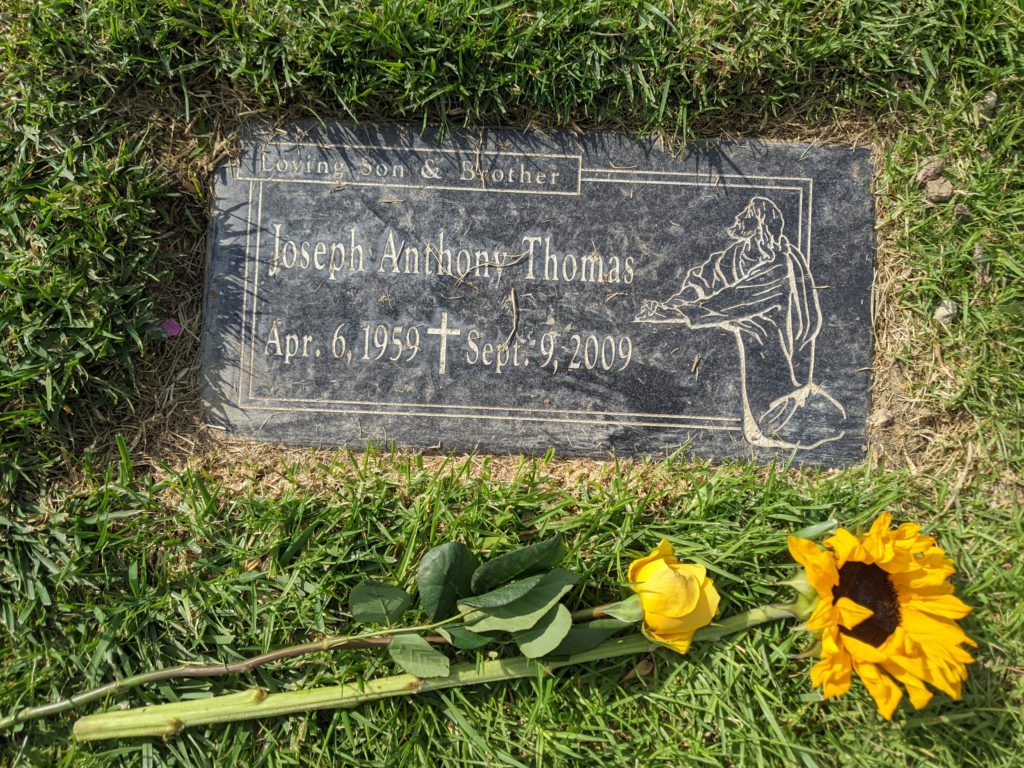 Loving Son & Brother
Joseph Anthony Thomas
Apr. 6, 1959 Sept. 9, 2009